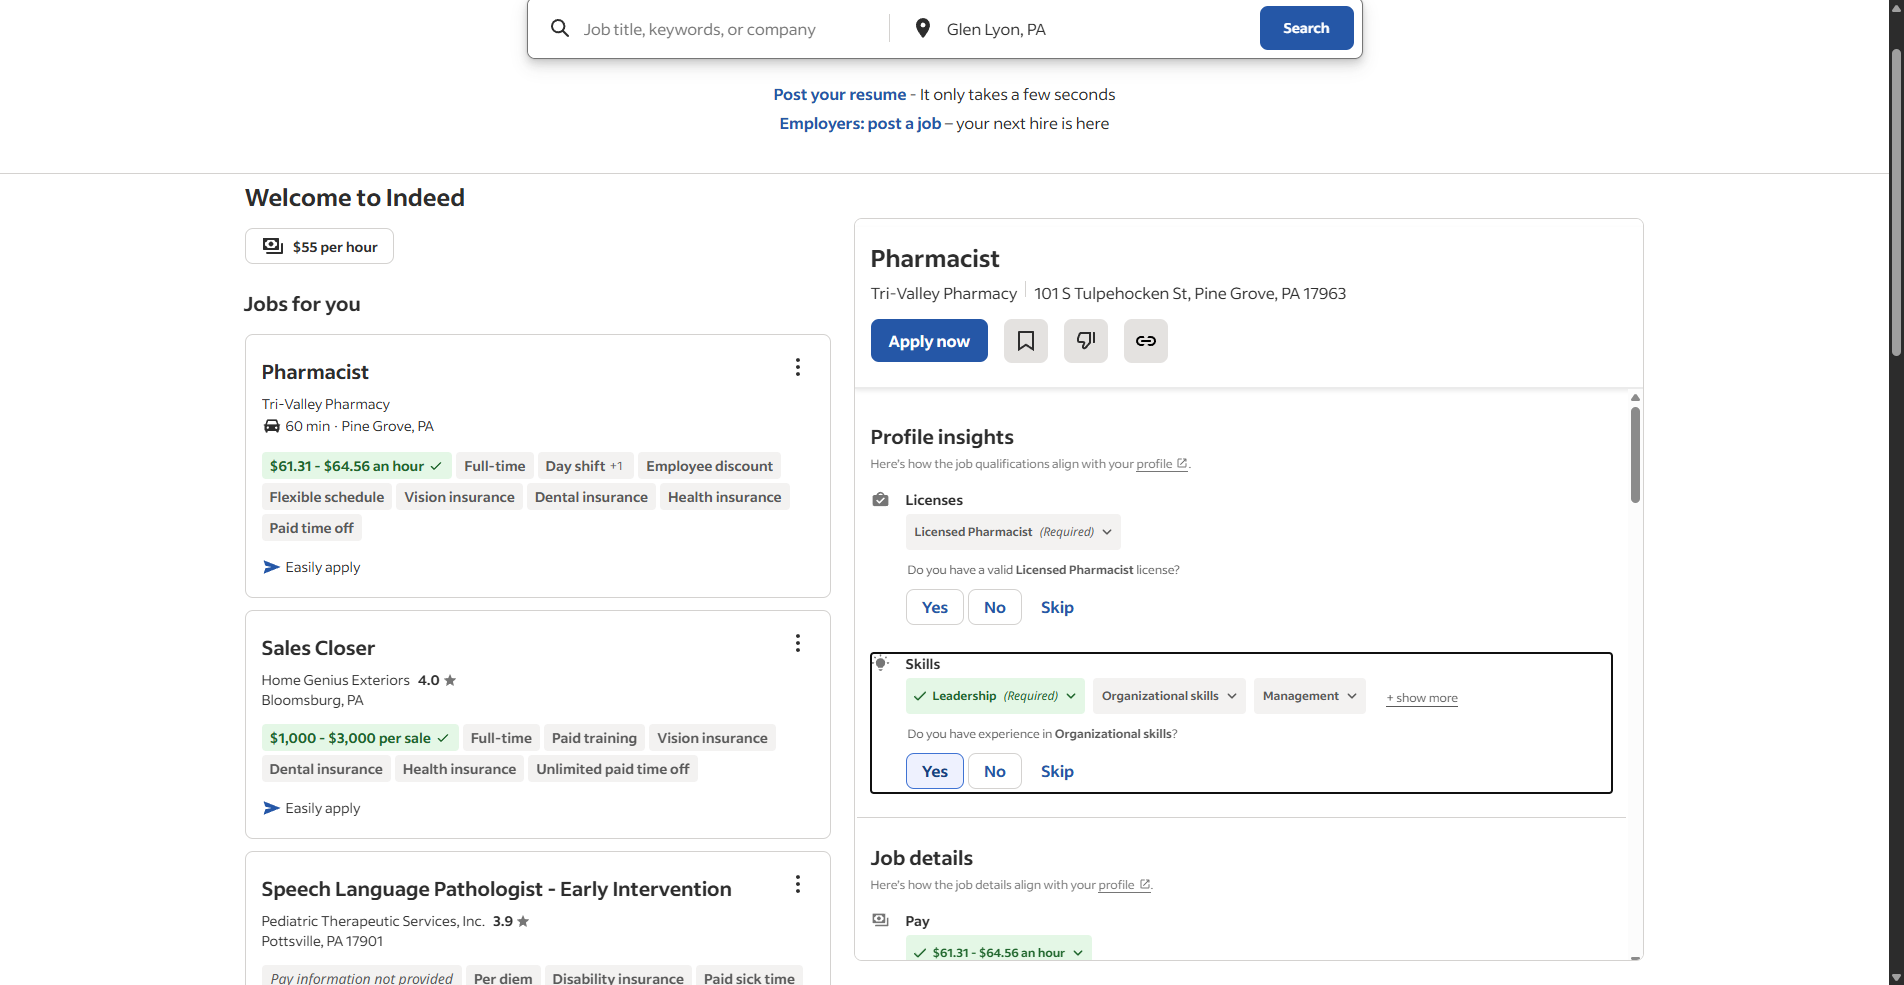 Job title, keywords, or company
Glen Lyon, PA
Search
Post your resume - It only takes a few seconds
Employers: post a job – your next hire is here
Welcome to Indeed
$55 per hour
Jobs for you
Pharmacist
Tri-Valley Pharmacy
60 min · Pine Grove, PA
$61.31 - $64.56 an hour
Full-time
Day shift +1
Employee discount
Flexible schedule
Vision insurance
Dental insurance
Health insurance
Paid time off
Easily apply
Sales Closer
Home Genius Exteriors 4.0
Bloomsburg, PA
$1,000 - $3,000 per sale
Full-time
Paid training
Vision insurance
Dental insurance
Health insurance
Unlimited paid time off
Easily apply
Speech Language Pathologist - Early Intervention
Pediatric Therapeutic Services, Inc. 3.9
Pottsville, PA 17901
Pay information not provided
Per diem
Disability insurance
Paid sick time
Pharmacist
Tri-Valley Pharmacy
101 S Tulpehocken St, Pine Grove, PA 17963
Apply now
Profile insights
Here's how the job qualifications align with your profile.
Licenses
Licensed Pharmacist (Required)
Do you have a valid Licensed Pharmacist license?
Yes
No
Skip
Skills
Leadership (Required)
Organizational skills
Management
+ show more
Do you have experience in Organizational skills?
Yes
No
Skip
Job details
Here's how the job details align with your profile.
Pay
$61.31 - $64.56 an hour